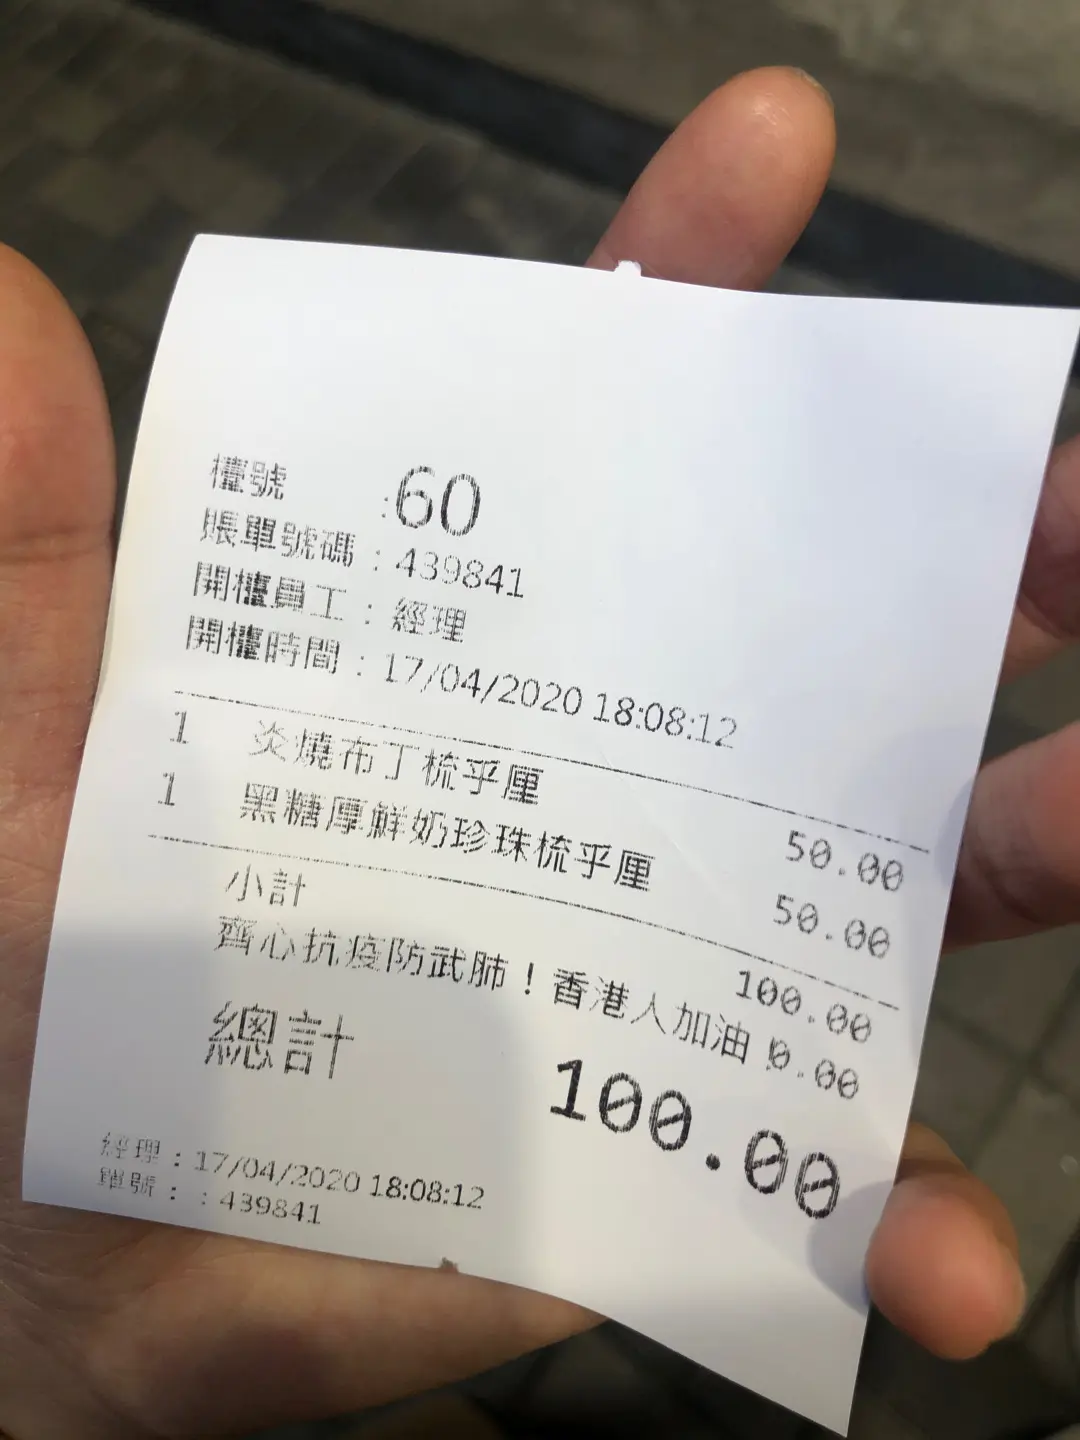 檯號 :60
賬單號碼 : 439841
開檯員工 : 經理
開檯時間 : 17/04/2020 18:08:12
1 炎燒布丁梳乎厘 50.00
1 黑糖厚鮮奶珍珠梳乎厘 50.00
小計 100.00
齊心抗疫防武肺！香港人加油！0.00
總計 100.00
經理 : 17/04/2020 18:08:12
單號 : : 439841